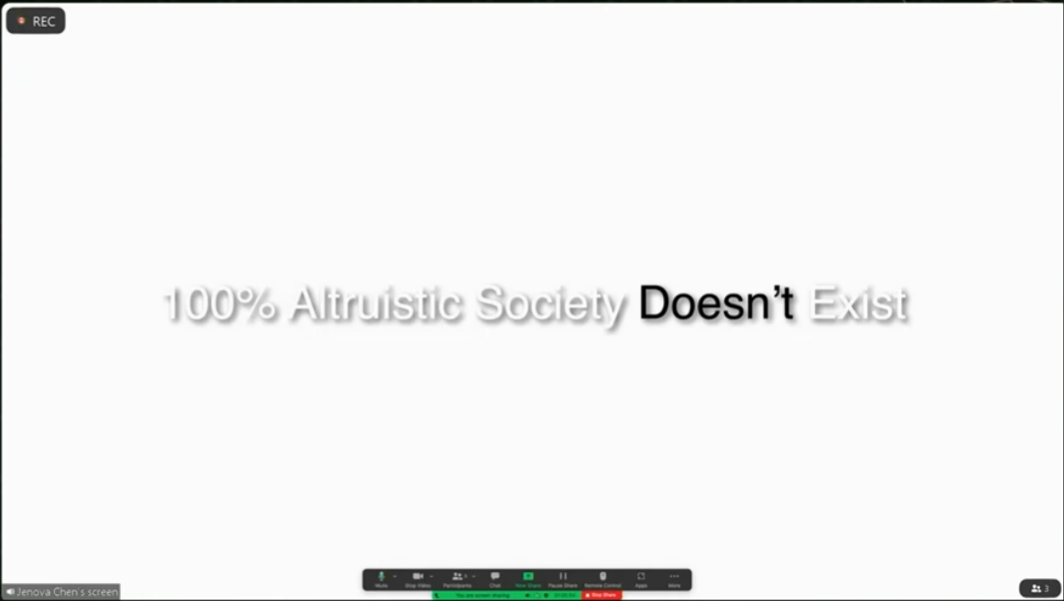 REC
100% Altruistic Society Doesn't Exist
Mute
Stop Video
Participants
Chat
New Share
Pause Share
Remote Control
Apps
More
You are screen sharing
Stop Share
Jenova Chen's screen
3